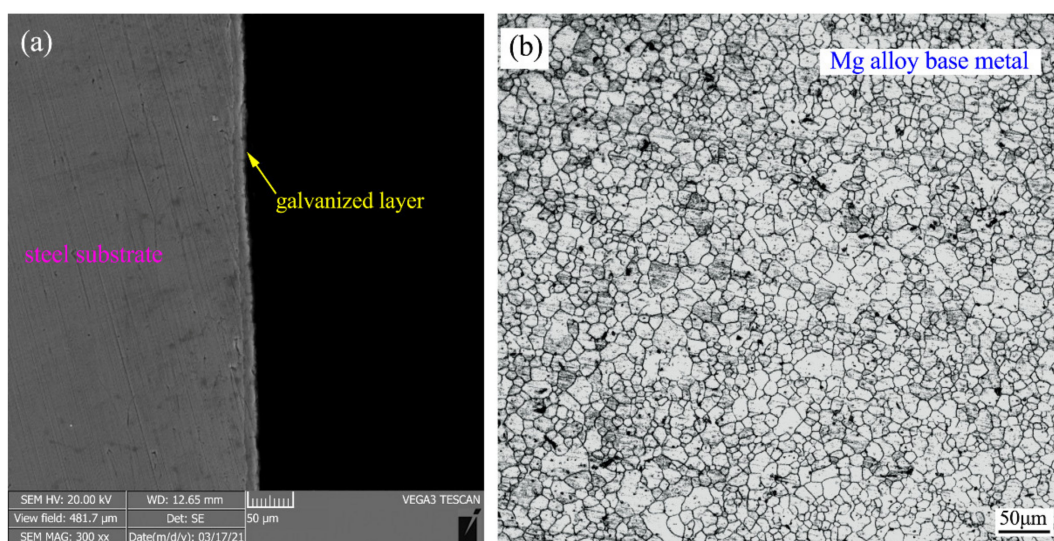 (a)
galvanized layer
steel substrate
SEM HV: 20.00 kV
WD: 12.65 mm
VEGA3 TESCAN
View field: 481.7 μm
Det: SE
50 μm
SEM MAG: 300 xx
Date(m/d/y): 03/17/21
(b)
Mg alloy base metal
50μm